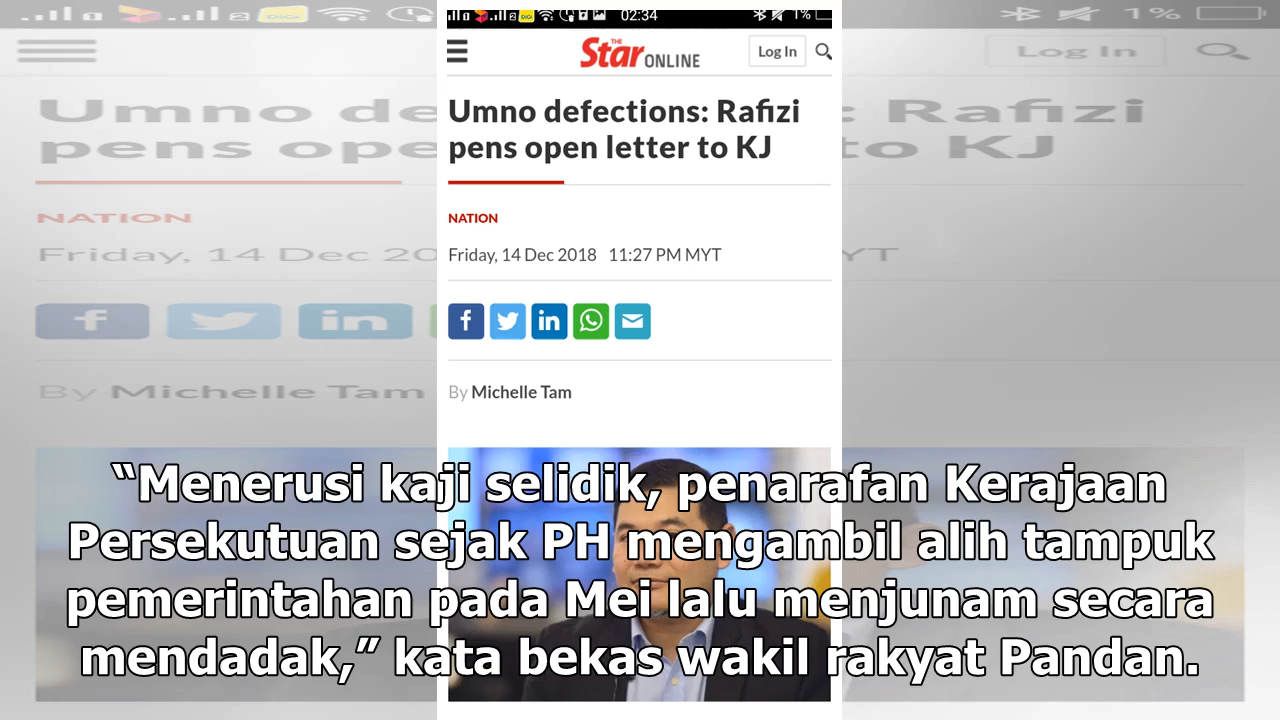 02:34
1%
THE
Star ONLINE
Log In
Umno defections: Rafizi
pens open letter to KJ
NATION
Friday, 14 Dec 2018 11:27 PM MYT
By Michelle Tam
“Menerusi kaji selidik, penarafan Kerajaan
Persekutuan sejak PH mengambil alih tampuk
pemerintahan pada Mei lalu menjunam secara
mendadak,” kata bekas wakil rakyat Pandan.